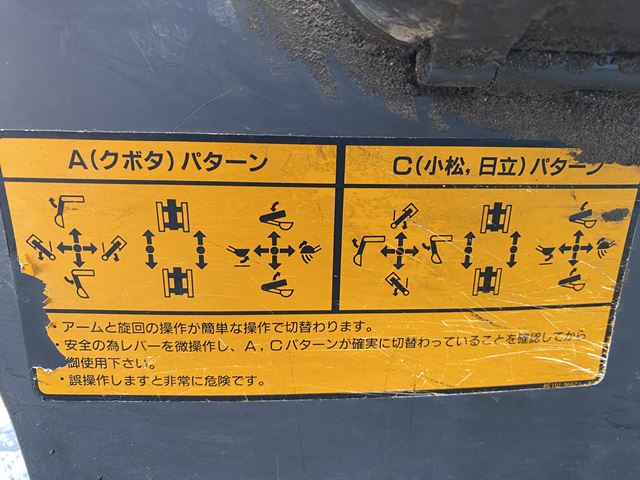 A(クボタ)パターン
C(小松,日立)パターン
・アームと旋回の操作が簡単な操作で切替わります。
・安全の為レバーを微操作し、A,Cパターンが確実に切替わっていることを確認してから
御使用下さい。
・誤操作しますと非常に危険です。